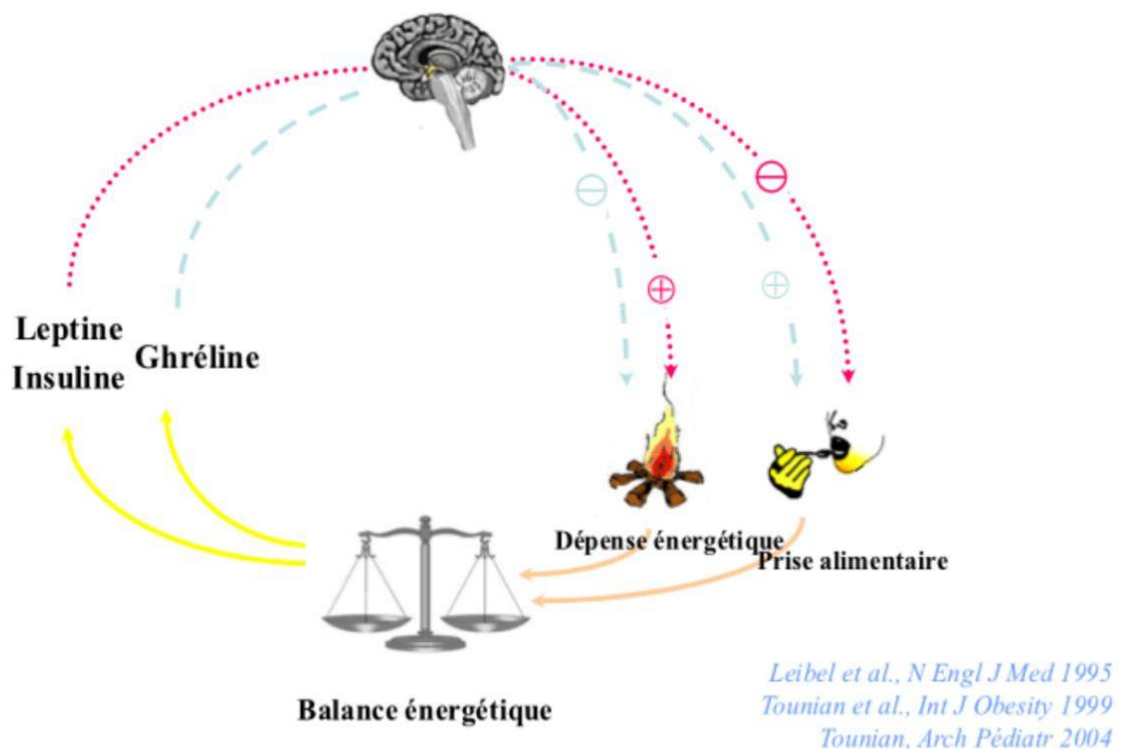 Leptine
Insuline
Ghréline
Dépense énergétique
Prise alimentaire
Balance énergétique
Leibel et al., N Engl J Med 1995
Tounian et al., Int J Obesity 1999
Tounian, Arch Pédiatr 2004